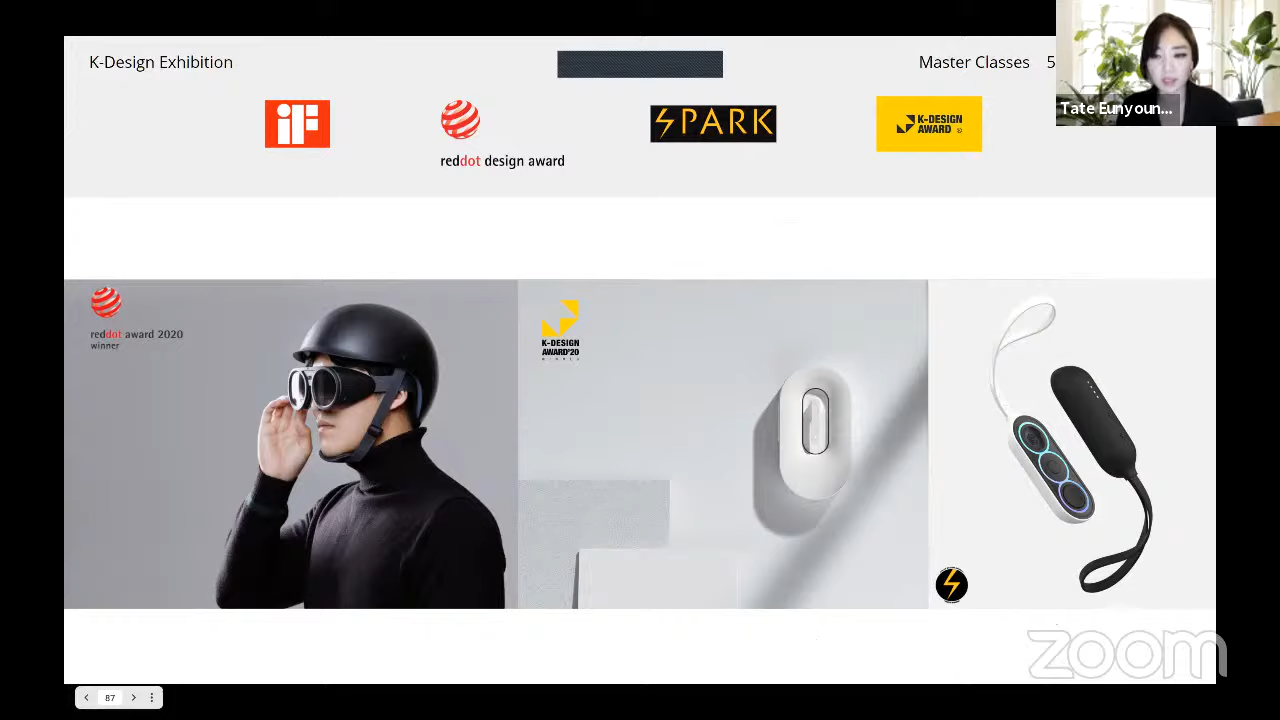 K-Design Exhibition
Master Classes 5
Tate Eunyoun...
iF
reddot design award
SPARK
K-DESIGN
AWARD
reddot award 2020
winner
K-DESIGN
AWARD'20
WINNER
zoom
87